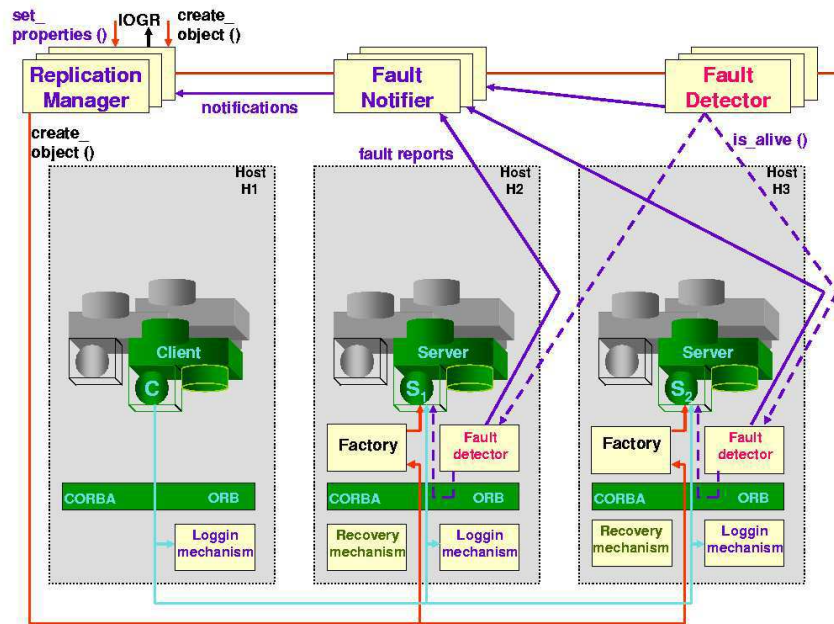 set_
properties ()
IOGR
create_
object ()
Replication
Manager
Fault
Notifier
Fault
Detector
notifications
create_
object ()
fault reports
is_alive ()
Host
H1
Host
H2
Host
H3
Client
C
Server
S1
Server
S2
Factory
Fault
detector
Factory
Fault
detector
CORBA
ORB
CORBA
ORB
CORBA
ORB
Loggin
mechanism
Recovery
mechanism
Loggin
mechanism
Recovery
mechanism
Loggin
mechanism